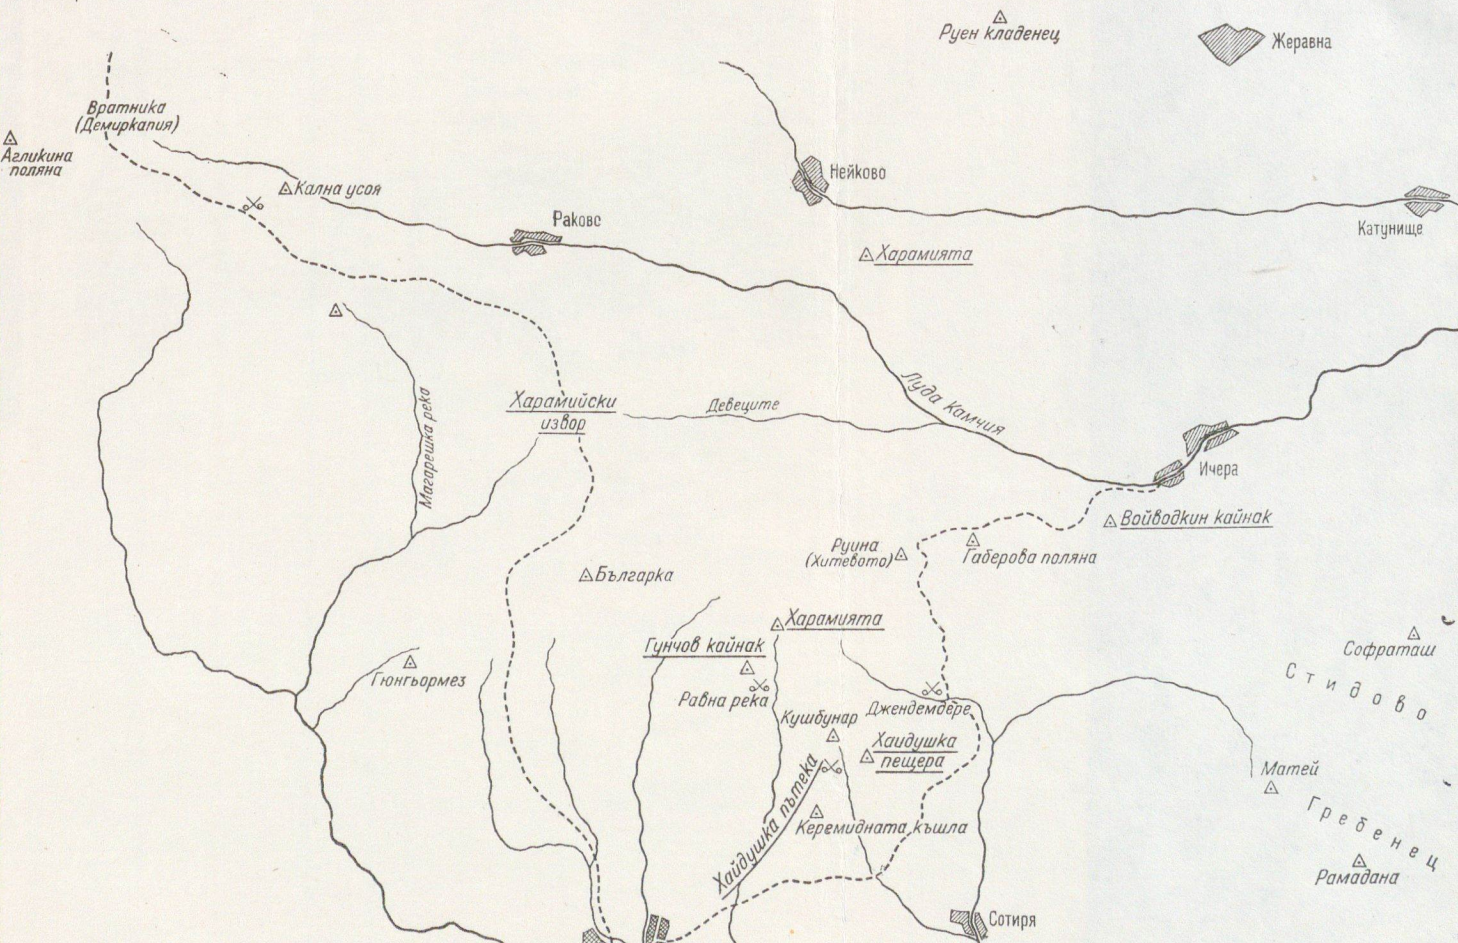 Руен кладенец
Жеравна
Вратника
(Демиркапия)
Агликина
поляна
Кална усоя
Раково
Нейково
Катунище
Харамията
Харамийски
извор
Девеците
Луда Камчия
Магарешка река
Ичера
Войводкин кайнак
Габерова поляна
Руина
(Хитевото)
Българка
Харамията
Гунчов кайнак
Равна река
Гюнгьормез
Кушбунар
Джендемдере
Хайдушка
пещера
Софраташ
Стидово
Матей
Гребенец
Рамадана
Керемидната къшла
Хайдушка пътека
Сотиря